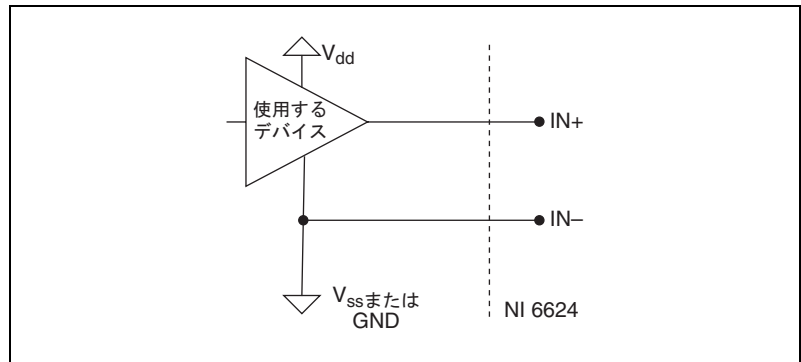 Vdd
使用する
デバイス
IN+
IN–
Vssまたは
GND
NI 6624